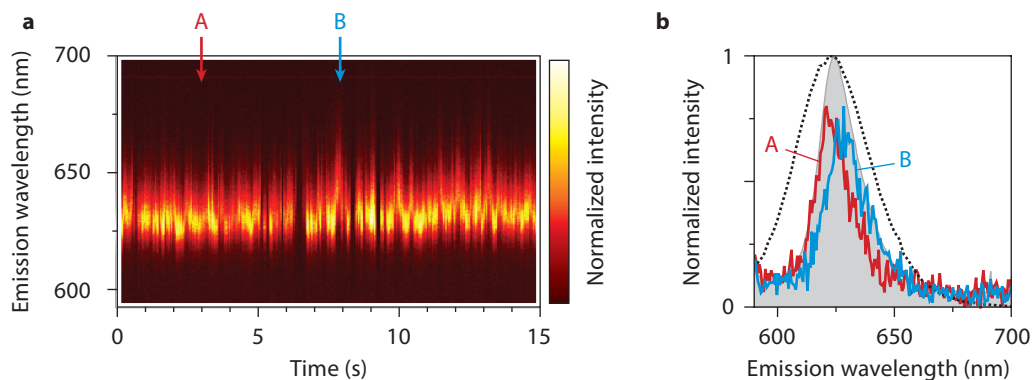 a
A
B
700
650
600
Emission wavelength (nm)
0
5
10
15
Time (s)
Normalized intensity
b
1
0
Normalized intensity
A
B
600
650
700
Emission wavelength (nm)